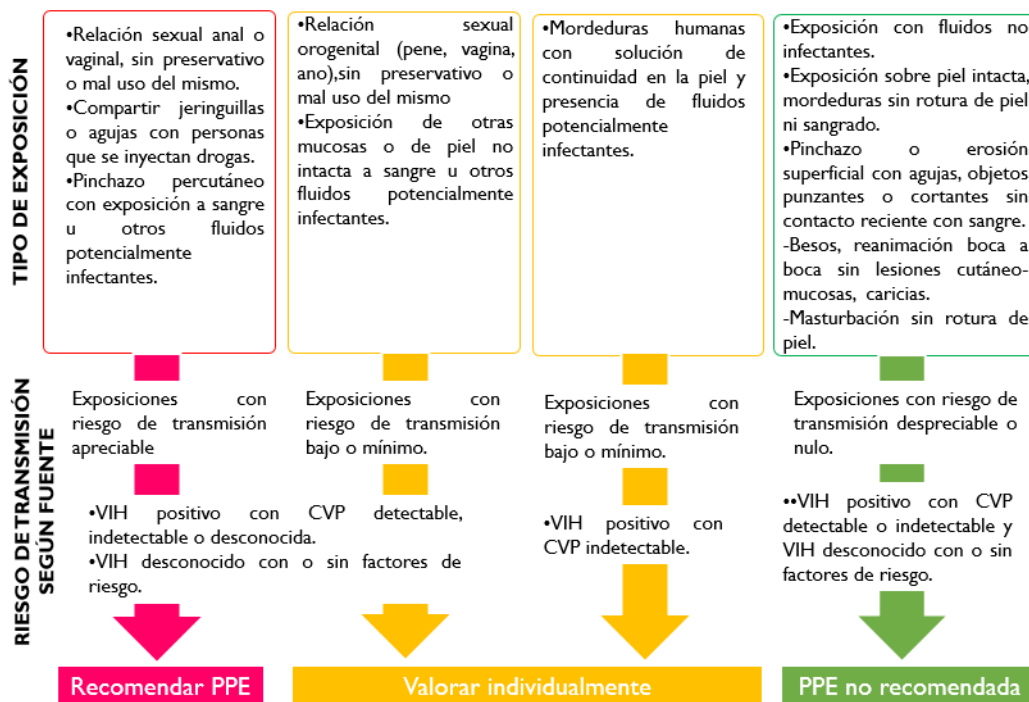 TIPO DE EXPOSICIÓN
•Relación sexual anal o
vaginal, sin preservativo
o mal uso del mismo.
•Compartir jeringuillas
o agujas con personas
que se inyectan drogas.
•Pinchazo percutáneo
con exposición a sangre
u otros fluidos
potencialmente
infectantes.
•Relación sexual
orogenital (pene, vagina,
ano),sin preservativo o
mal uso del mismo
•Exposición de otras
mucosas o de piel no
intacta a sangre u otros
fluidos potencialmente
infectantes.
•Mordeduras humanas
con solución de
continuidad en la piel y
presencia de fluidos
potencialmente
infectantes.
•Exposición con fluidos no
infectantes.
•Exposición sobre piel intacta,
mordeduras sin rotura de piel
ni sangrado.
•Pinchazo o erosión
superficial con agujas, objetos
punzantes o cortantes sin
contacto reciente con sangre.
-Besos, reanimación boca a
boca sin lesiones cutáneo-
mucosas, caricias.
-Masturbación sin rotura de
piel.
RIESGO DE TRANSMISIÓN
SEGÚN FUENTE
Exposiciones con
riesgo de transmisión
apreciable
Exposiciones con
riesgo de transmisión
bajo o mínimo.
Exposiciones con
riesgo de transmisión
bajo o mínimo.
Exposiciones con riesgo de
transmisión despreciable o
nulo.
•VIH positivo con CVP detectable,
indetectable o desconocida.
•VIH desconocido con o sin factores de
riesgo.
•VIH positivo con
CVP indetectable.
••VIH positivo con CVP
detectable o indetectable y
VIH desconocido con o sin
factores de riesgo.
Recomendar PPE
Valorar individualmente
PPE no recomendada